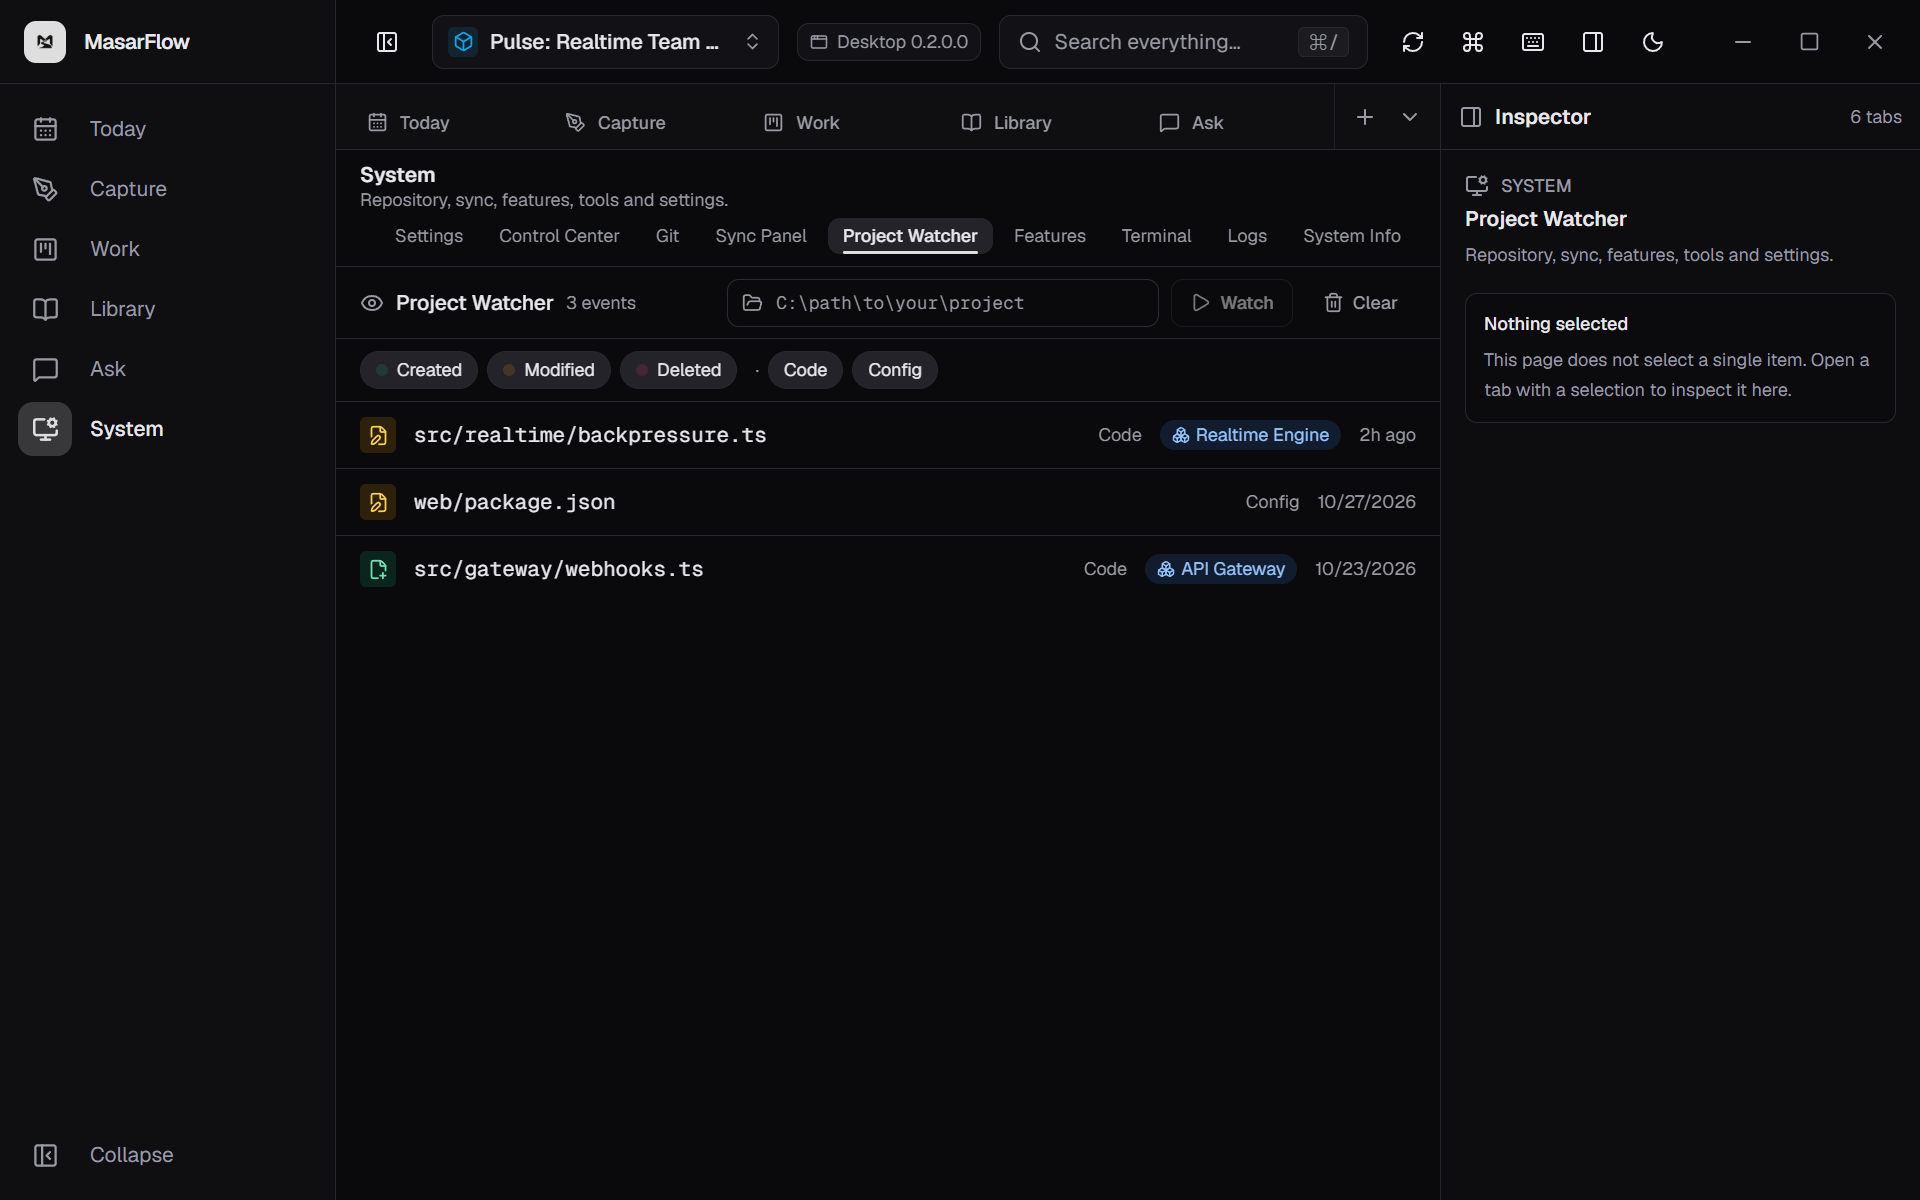 MasarFlow
Pulse: Realtime Team ...
Desktop 0.2.0.0
Search everything...
⌘/
Today
Capture
Work
Library
Ask
System
Collapse
Today
Capture
Work
Library
Ask
System
Repository, sync, features, tools and settings.
Settings
Control Center
Git
Sync Panel
Project Watcher
Features
Terminal
Logs
System Info
Project Watcher 3 events
C:\path\to\your\project
Watch
Clear
Created
Modified
Deleted
·
Code
Config
src/realtime/backpressure.ts Code Realtime Engine 2h ago
web/package.json Config 10/27/2026
src/gateway/webhooks.ts Code API Gateway 10/23/2026
Inspector
6 tabs
SYSTEM
Project Watcher
Repository, sync, features, tools and settings.
Nothing selected
This page does not select a single item. Open a
tab with a selection to inspect it here.